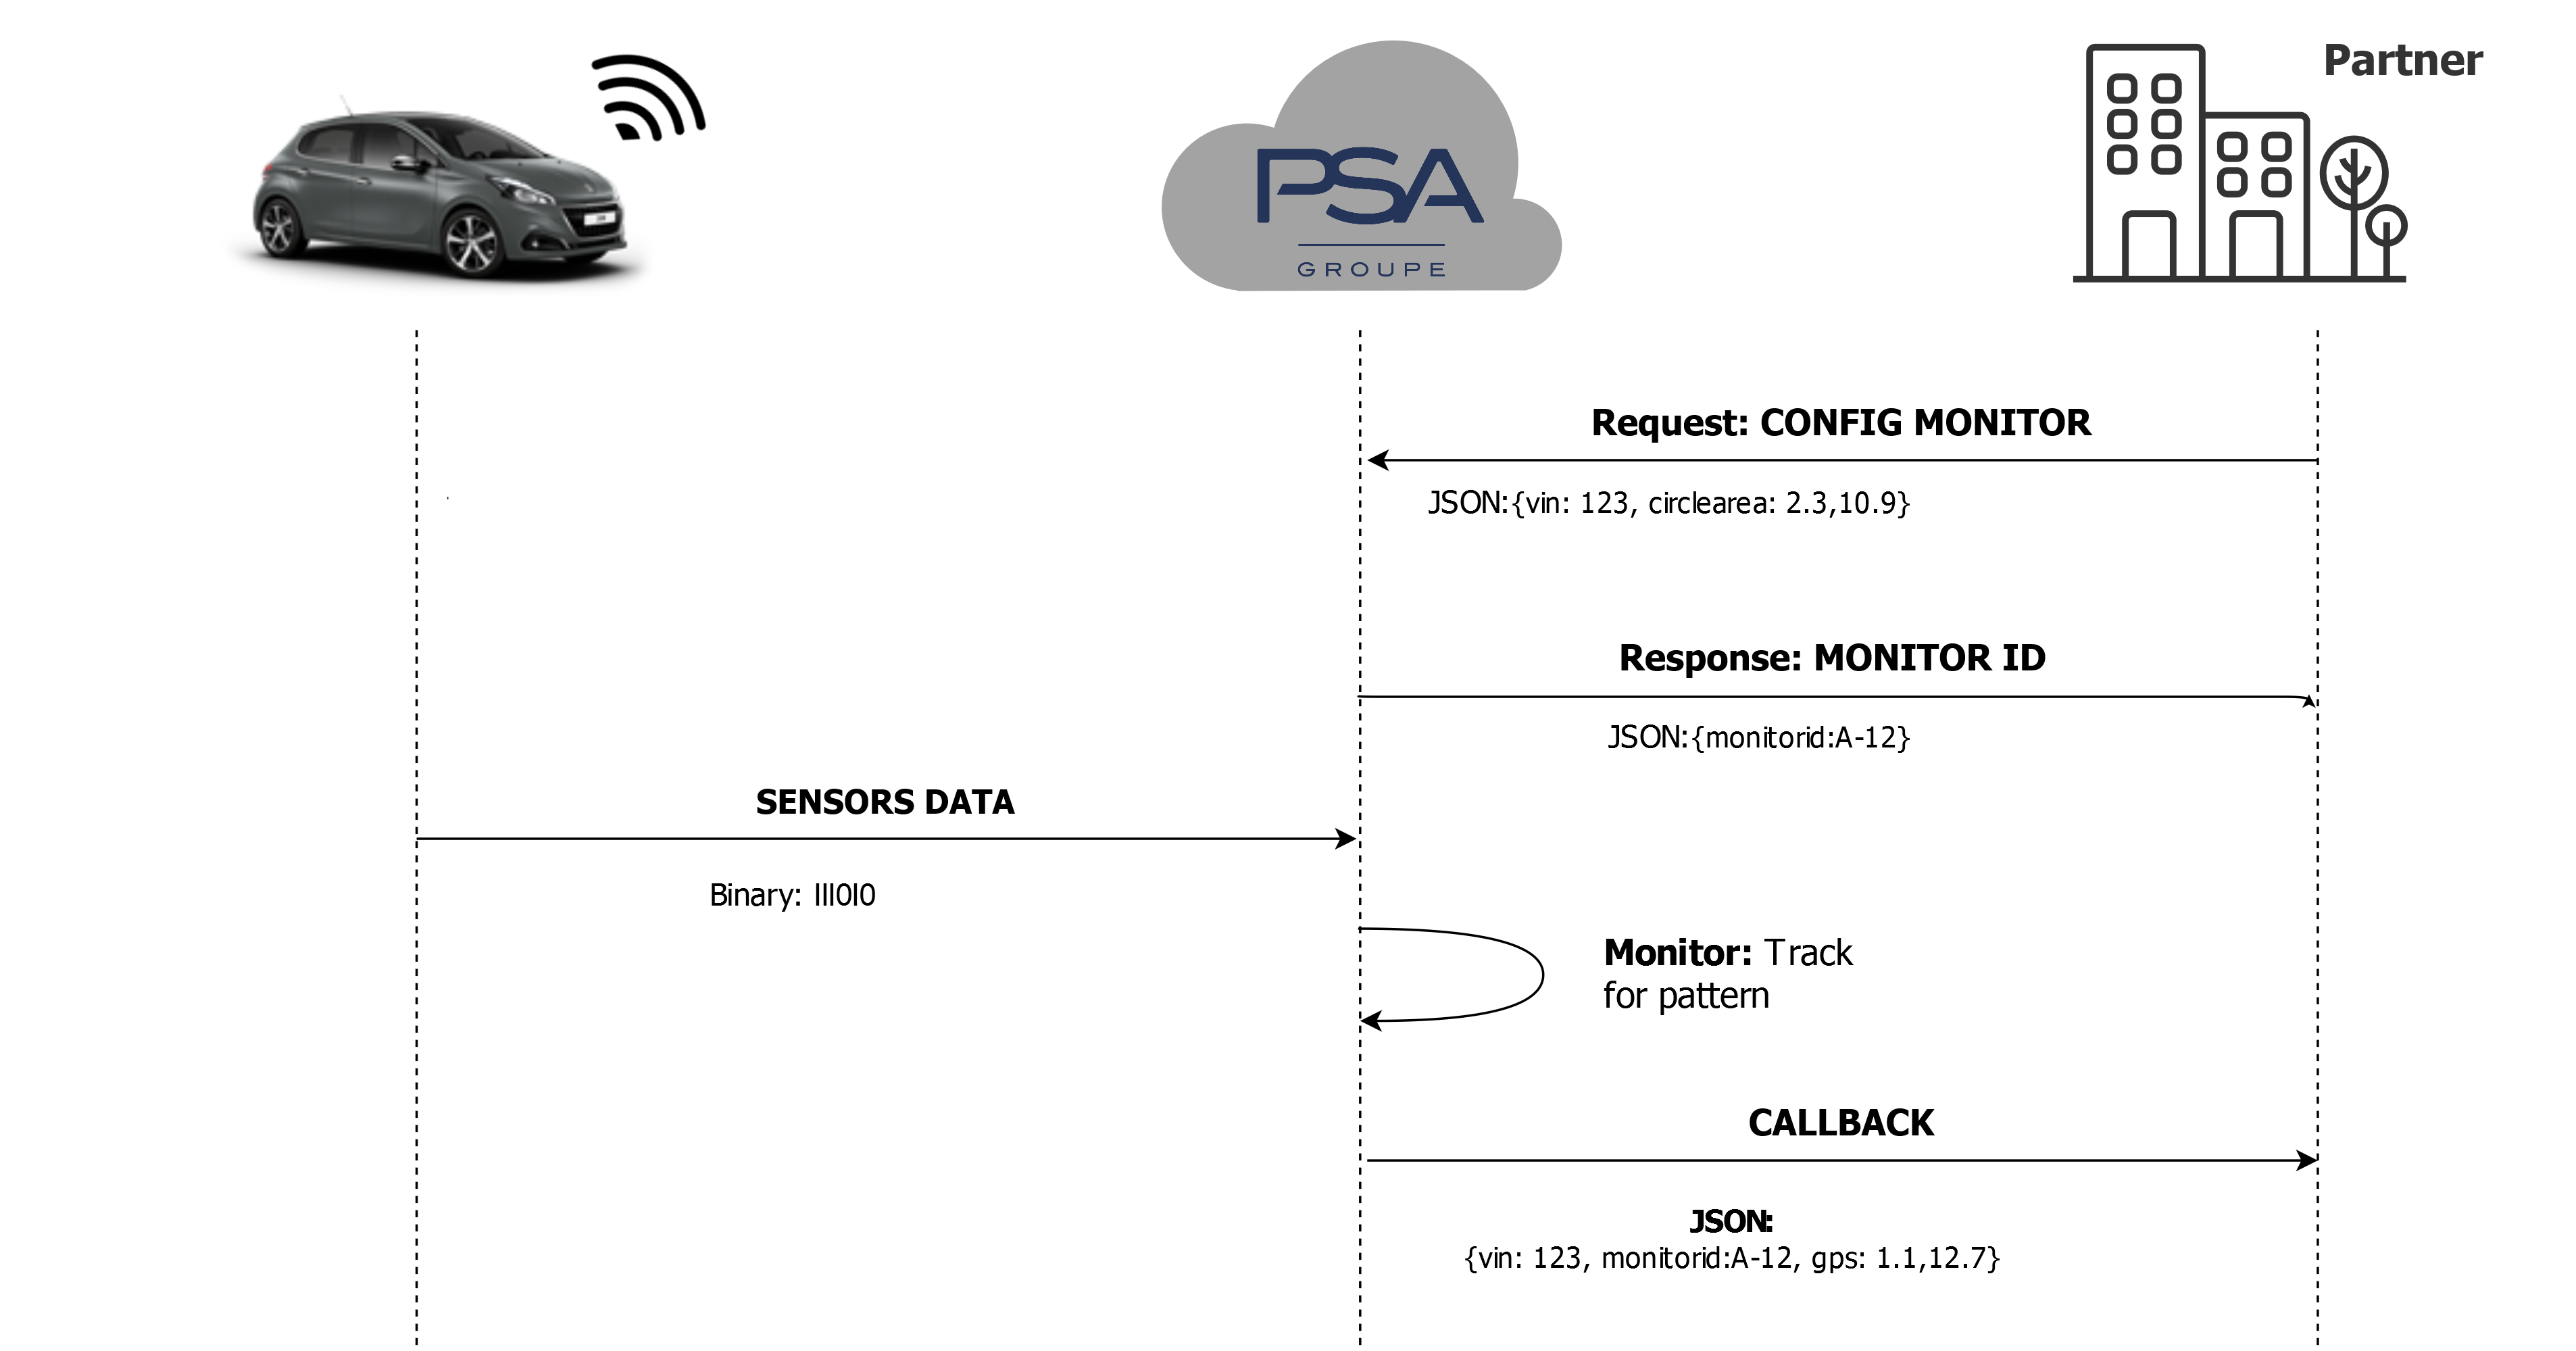 Partner
PSA
GROUPE
Request: CONFIG MONITOR
JSON:{vin: 123, circlearea: 2.3,10.9}
Response: MONITOR ID
JSON:{monitorid:A-12}
SENSORS DATA
Binary: III0I0
Monitor: Track
for pattern
CALLBACK
JSON:
{vin: 123, monitorid:A-12, gps: 1.1,12.7}